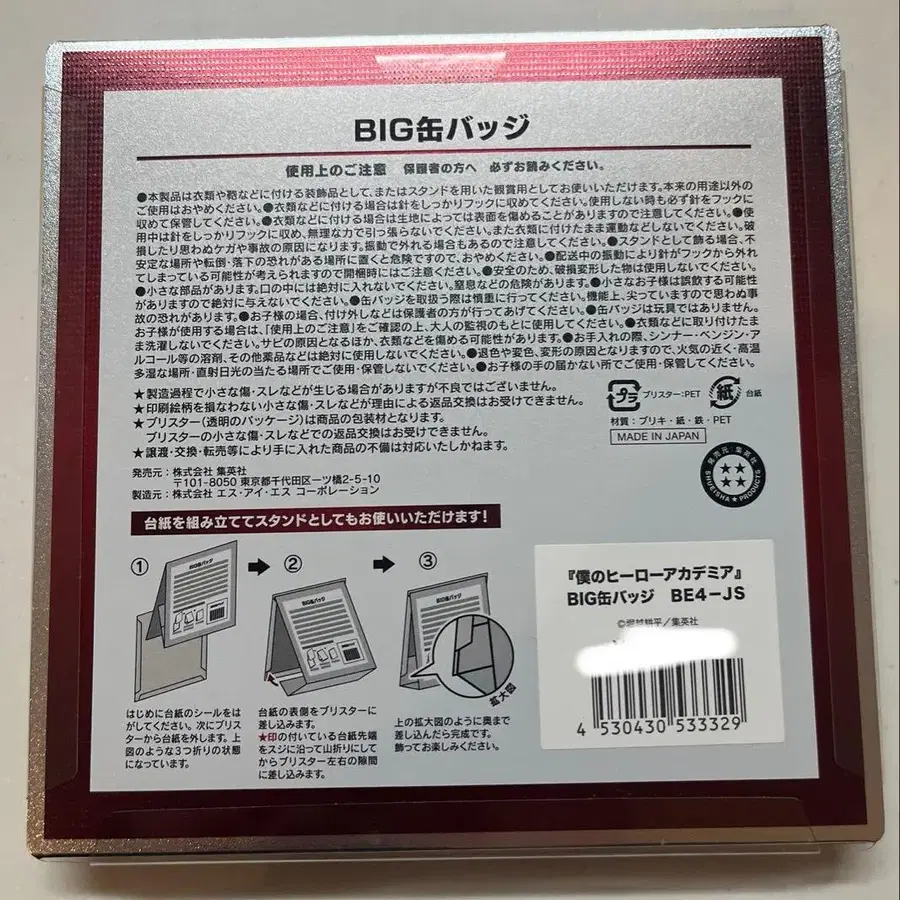 BIG缶バッジ
使用上のご注意　保護者の方へ　必ずお読みください。
●本製品は衣類や鞄などに付ける装飾品として、またはスタンドを用いた観賞用としてお使いいただけます。本来の用途以外の
ご使用はおやめください。●衣類などに付ける場合は針をしっかりフックに収めてください。使用しない時も必ず針をフックに
収めて保管してください。●衣類などに付ける場合は生地によっては表面を傷めることがありますので注意してください。●使
用中は針をしっかりフックに収め、無理な力で引っ張らないでください。また衣類に付けたまま運動などしないでください。破
損したり思わぬケガや事故の原因になります。振動で外れる場合もあるので注意してください。●スタンドとして飾る場合、不
安定な場所や転倒・落下の恐れがある場所に置くと危険ですので、おやめください。●配送中の振動により針がフックから外れ
てしまっている可能性が考えられますので開梱時にはご注意ください。●安全のため、破損変形した物は使用しないでください。
●小さな部品があります。口の中には絶対に入れないでください。窒息などの危険があります。●小さなお子様は誤飲する可能性
がありますので絶対に与えないでください。●缶バッジを取扱う際は慎重に行ってください。機能上、尖っていますので思わぬ事
故の恐れがあります。●お子様の場合、付け外しなどは保護者の方が行ってあげてください。●缶バッジは玩具ではありません。
お子様が使用する場合は、「使用上のご注意」をご確認の上、大人の監視のもとに使用してください。●衣類などに取り付けたま
ま洗濯しないでください。サビの原因となるほか、衣類などを傷める可能性があります。●お手入れの際、シンナー・ベンジン・ア
ルコール等の溶剤、その他薬品などは絶対に使用しないでください。●退色や変色、変形の原因となりますので、火気の近く・高温
多湿な場所・直射日光の当たる場所でご使用・保管しないでください。●お子様の手の届かない所でご使用・保管してください。
★製造過程で小さな傷・スレなどが生じる場合がありますが不良ではございません。
★印刷絵柄を損なわない小さな傷・スレなどが理由による返品交換はお受けできません。
★ブリスター（透明のパッケージ）は商品の包装材となります。
ブリスターの小さな傷・スレなどでの返品交換はお受けできません。
★譲渡・交換・転売等により手に入れた商品の不備は対応いたしかねます。
プラ
ブリスター:PET
紙
台紙
材質：ブリキ・紙・鉄・PET
MADE IN JAPAN
発売元：株式会社 集英社
〒101-8050 東京都千代田区一ツ橋2-5-10
製造元：株式会社 エス・アイ・エス コーポレーション
発売元：集英社
SHUEISHA★PRODUCTS
台紙を組み立ててスタンドとしてもお使いいただけます！
①
②
③
BIG缶バッジ
BIG缶バッジ
拡大図
はじめに台紙のシールをは
がしてください。次にブリス
ターから台紙を外します。上
図のような3つ折りの状態
になっています。
台紙の表側をブリスターに
差し込みます。
★印の付いている台紙先端
をスジに沿って山折りにして
からブリスター左右の隙間
に差し込みます。
上の拡大図のように奥まで
差し込んだら完成です。
飾ってお楽しみください。
『僕のヒーローアカデミア』
BIG缶バッジ　BE4-JS
©堀越耕平／集英社
4 530430 533329